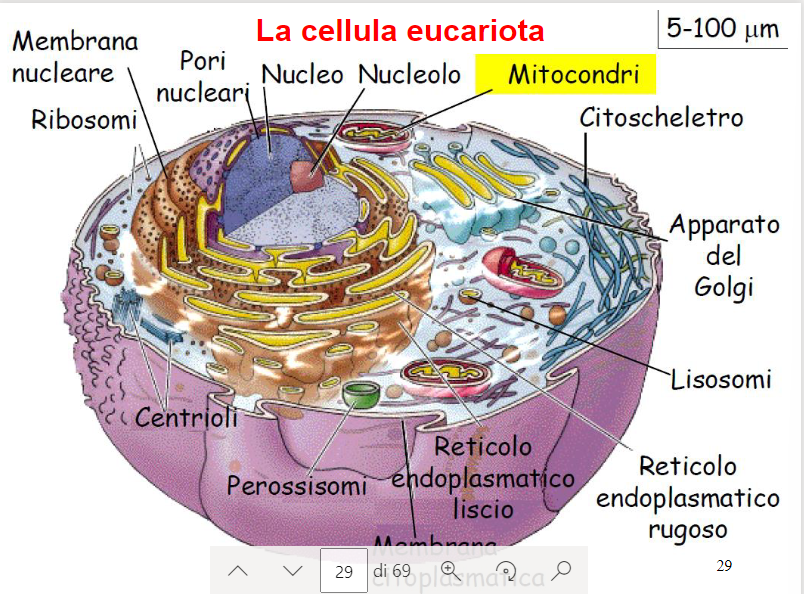 La cellula eucariota
5-100 μm
Membrana
nucleare
Pori
nucleari
Nucleo
Nucleolo
Mitocondri
Ribosomi
Citoscheletro
Apparato
del
Golgi
Lisosomi
Centrioli
Perossisomi
Reticolo
endoplasmatico
liscio
Reticolo
endoplasmatico
rugoso
Membrana
citoplasmatica
29 di 69
29